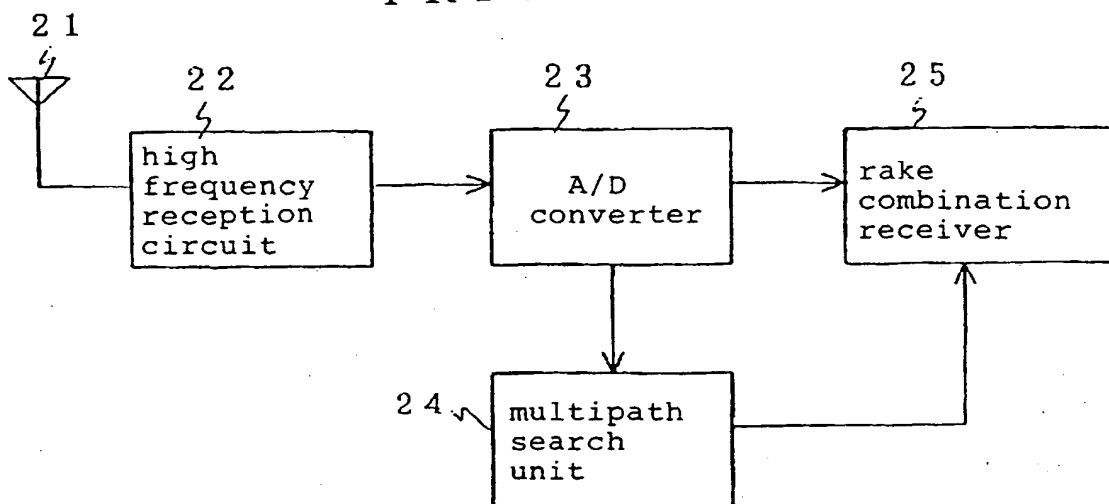 21
22
23
25
high
frequency
reception
circuit
A/D
converter
rake
combination
receiver
24
multipath
search
unit